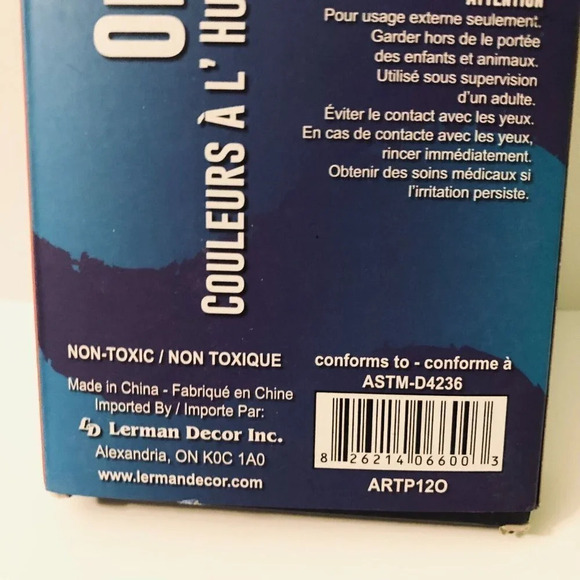 ATTENTION
Pour usage externe seulement.
Garder hors de le portée
des enfants et animaux.
Utilisé sous supervision
d'un adulte.
Éviter le contact avec les yeux.
En cas de contacte avec les yeux,
rincer immédiatement.
Obtenir des soins médicaux si
l'irritation persiste.
COULEURS À L' HU
NON-TOXIC / NON TOXIQUE
Made in China - Fabriqué en Chine
Imported By / Importe Par:
LD Lerman Decor Inc.
Alexandria, ON K0C 1A0
www.lermandecor.com
conforms to - conforme à
ASTM-D4236
8 26214 06600 3
ARTP12O